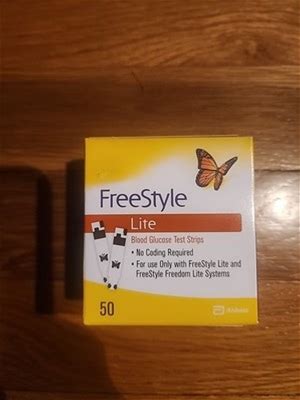 FreeStyle
Lite
Blood Glucose Test Strips
• No Coding Required
• For use Only with FreeStyle Lite and
FreeStyle Freedom Lite Systems
50
Abbott